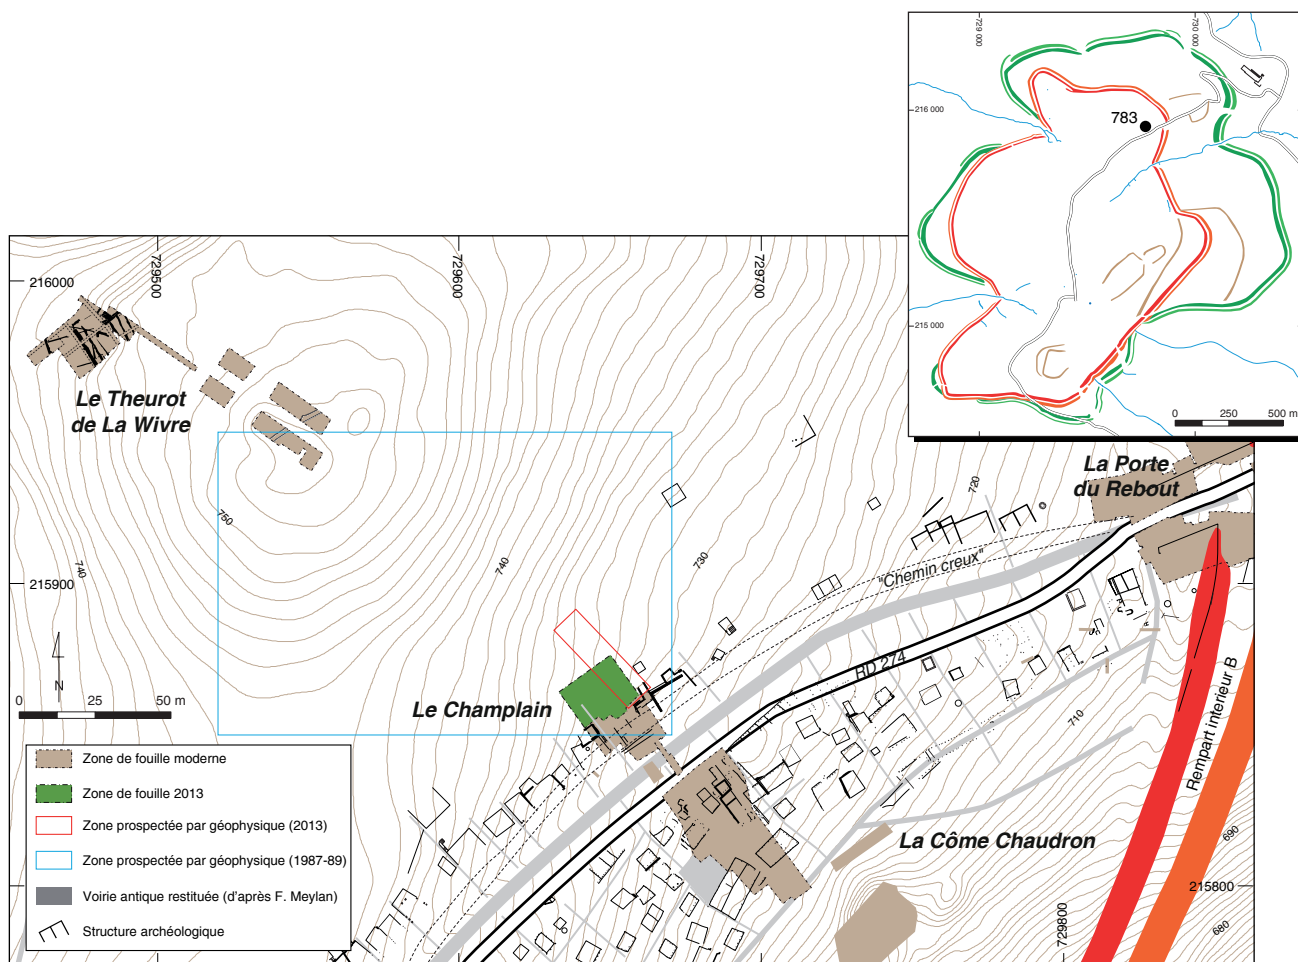 729 000
730 000
216 000
783
215 000
0 250 500 m
216000
729500
729600
729700
Le Theurot
de La Wivre
La Porte
du Rebout
720
750
740
740
730
"Chemin creux"
215900
RD 274
N
0 25 50 m
Le Champlain
710
Rempart interieur B
La Côme Chaudron
690
215800
729800
680
Zone de fouille moderne
Zone de fouille 2013
Zone prospectée par géophysique (2013)
Zone prospectée par géophysique (1987-89)
Voirie antique restituée (d'après F. Meylan)
Structure archéologique